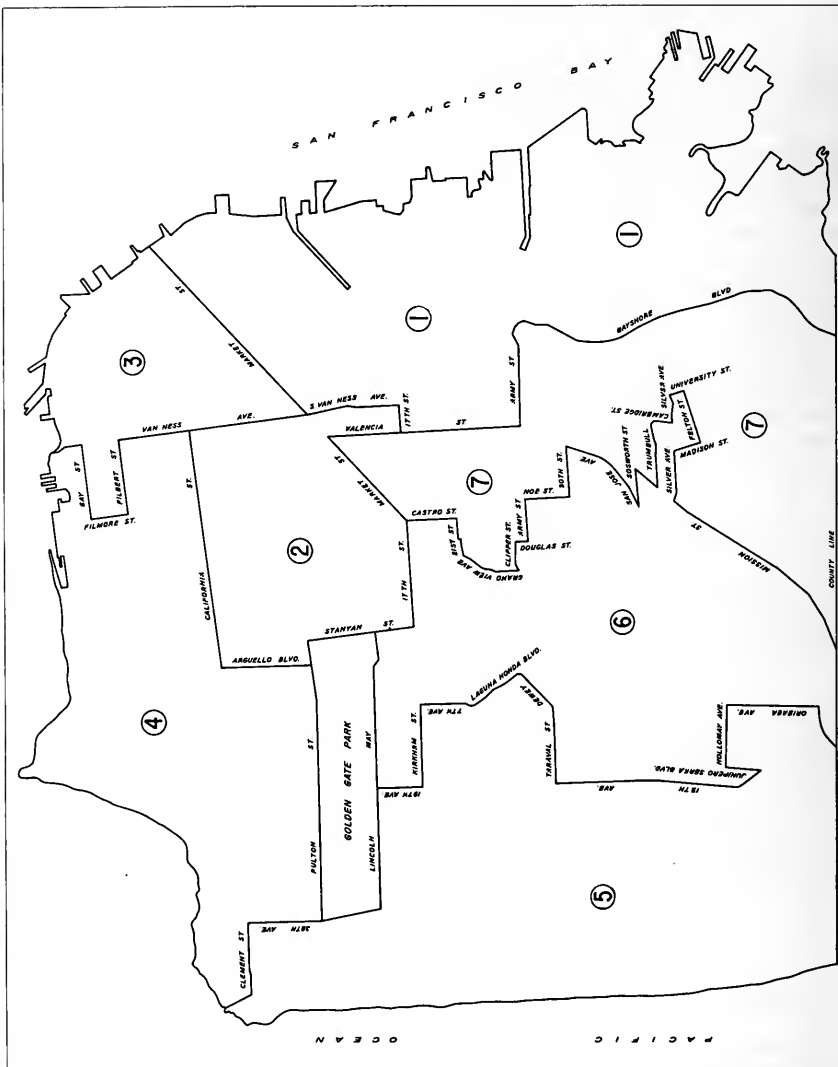 SAN FRANCISCO BAY
MARKET ST
3
1
1
VAN NESS AVE.
S VAN NESS AVE.
17TH ST.
VALENCIA ST
ARMY ST
BAYSHORE BLVD
BAY ST
FILBERT ST
FILMORE ST.
CALIFORNIA ST.
MARKET ST
2
CASTRO ST.
7
21ST ST
GRAND VIEW AVE
CLIPPER ST.
DOUGLAS ST.
ARMY ST
NOE ST.
30TH ST.
SAN JOSE AVE
BOSWORTH ST
TRUMBULL
CAMBRIDGE ST.
SILVER AVE
UNIVERSITY ST.
FELTON ST
SILVER AVE
MADISON ST.
7
MISSION ST
COUNTY LINE
17TH ST.
STANYAN ST.
ARGUELLO BLVD.
4
6
FULTON ST
GOLDEN GATE PARK
LINCOLN WAY
KIRKHAM ST.
7TH AVE.
LAGUNA HONDA BLVD.
DEWEY
TARAVAL ST
19TH AVE
19TH AVE.
JUNIPERO SERRA BLVD.
HOLLOWAY AVE.
ORIZABA AVE.
5
CLEMENT ST
38TH AVE
PACIFIC OCEAN